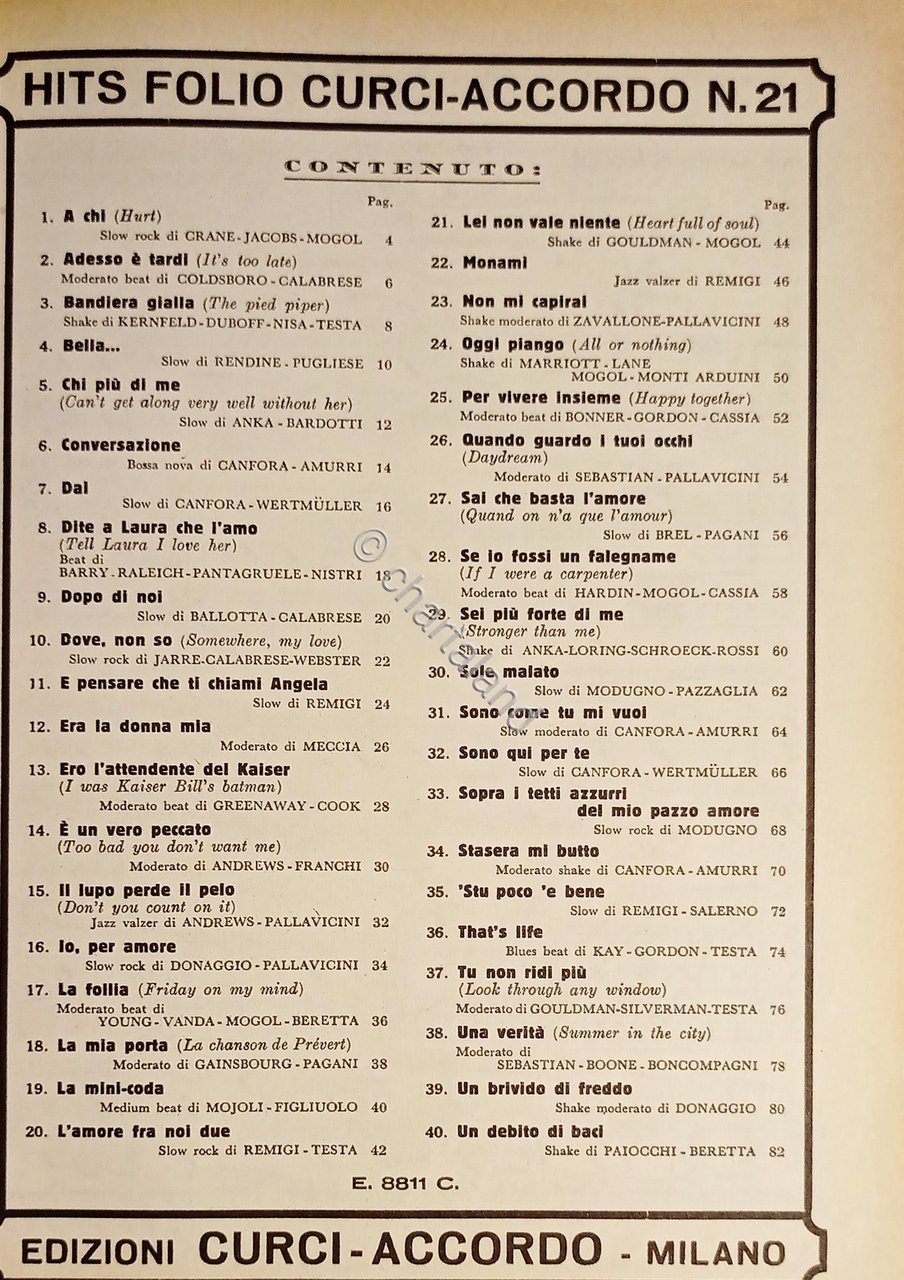 HITS FOLIO CURCI-ACCORDO N. 21
CONTENUTO:
Pag.
1. A chi (Hurt)
Slow rock di CRANE-JACOBS-MOGOL 4
2. Adesso è tardi (It's too late)
Moderato beat di COLDSBORO-CALABRESE 6
3. Bandiera gialla (The pied piper)
Shake di KERNFELD-DUBOFF-NISA-TESTA 8
4. Bella...
Slow di RENDINE-PUGLIESE 10
5. Chi più di me
(Can't get along very well without her)
Slow di ANKA-BARDOTTI 12
6. Conversazione
Bossa nova di CANFORA-AMURRI 14
7. Dai
Slow di CANFORA-WERTMÜLLER 16
8. Dite a Laura che l'amo
(Tell Laura I love her)
Beat di
BARRY-RALEICH-PANTAGRUELE-NISTRI 18
9. Dopo di noi
Slow di BALLOTTA-CALABRESE 20
10. Dove, non so (Somewhere, my love)
Slow rock di JARRE-CALABRESE-WEBSTER 22
11. E pensare che ti chiami Angela
Slow di REMIGI 24
12. Era la donna mia
Moderato di MECCIA 26
13. Ero l'attendente del Kaiser
(I was Kaiser Bill's batman)
Moderato beat di GREENAWAY-COOK 28
14. È un vero peccato
(Too bad you don't want me)
Moderato di ANDREWS-FRANCHI 30
15. Il lupo perde il pelo
(Don't you count on it)
Jazz valzer di ANDREWS-PALLAVICINI 32
16. Io, per amore
Slow rock di DONAGGIO-PALLAVICINI 34
17. La follia (Friday on my mind)
Moderato beat di
YOUNG-VANDA-MOGOL-BERETTA 36
18. La mia porta (La chanson de Prévert)
Moderato di GAINSBOURG-PAGANI 38
19. La mini-coda
Medium beat di MOJOLI-FIGLIUOLO 40
20. L'amore fra noi due
Slow rock di REMIGI-TESTA 42
Pag.
21. Lei non vale niente (Heart full of soul)
Shake di GOULDMAN-MOGOL 44
22. Monami
Jazz valzer di REMIGI 46
23. Non mi capirai
Shake moderato di ZAVALLONE-PALLAVICINI 48
24. Oggi piango (All or nothing)
Shake di MARRIOTT-LANE
MOGOL-MONTI ARDUINI 50
25. Per vivere insieme (Happy together)
Moderato beat di BONNER-GORDON-CASSIA 52
26. Quando guardo i tuoi occhi
(Daydream)
Moderato di SEBASTIAN-PALLAVICINI 54
27. Sai che basta l'amore
(Quand on n'a que l'amour)
Slow di BREL-PAGANI 56
28. Se io fossi un falegname
(If I were a carpenter)
Moderato beat di HARDIN-MOGOL-CASSIA 58
29. Sei più forte di me
(Stronger than me)
Shake di ANKA-LORING-SCHROECK-ROSSI 60
30. Sole malato
Slow di MODUGNO-PAZZAGLIA 62
31. Sono come tu mi vuoi
Slow moderato di CANFORA-AMURRI 64
32. Sono qui per te
Slow di CANFORA-WERTMÜLLER 66
33. Sopra i tetti azzurri
del mio pazzo amore
Slow rock di MODUGNO 68
34. Stasera mi butto
Moderato shake di CANFORA-AMURRI 70
35. 'Stu poco 'e bene
Slow di REMIGI-SALERNO 72
36. That's life
Blues beat di KAY-GORDON-TESTA 74
37. Tu non ridi più
(Look through any window)
Moderato di GOULDMAN-SILVERMAN-TESTA 76
38. Una verità (Summer in the city)
Moderato di
SEBASTIAN-BOONE-BONCOMPAGNI 78
39. Un brivido di freddo
Shake moderato di DONAGGIO 80
40. Un debito di baci
Shake di PAIOCCHI-BERETTA 82
E. 8811 C.
EDIZIONI CURCI-ACCORDO - MILANO
© chartaland